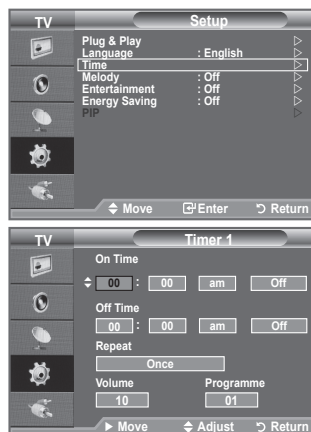 TV Setup
Plug & Play
Language : English
Time
Melody : Off
Entertainment : Off
Energy Saving : Off
PIP
Move Enter Return
TV Timer 1
On Time
00 : 00 am Off
Off Time
00 : 00 am Off
Repeat
Once
Volume Programme
10 01
Move Adjust Return